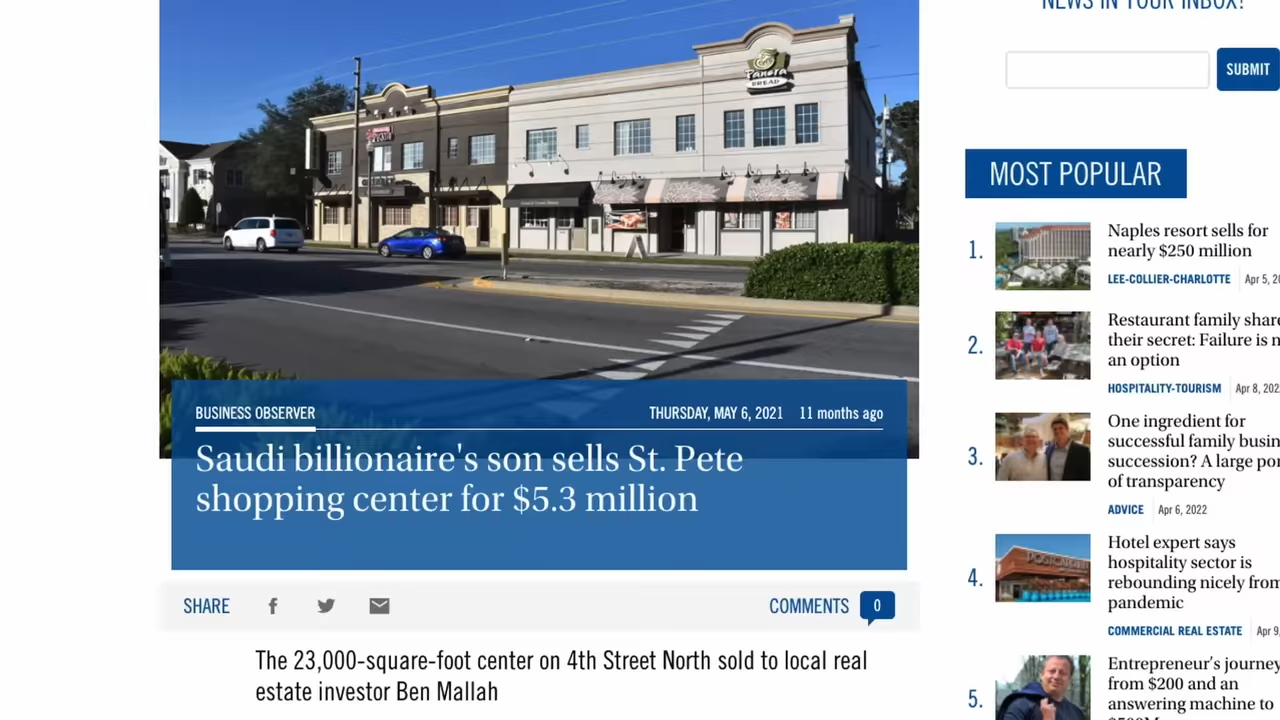 NEWS IN YOUR INBOX!
SUBMIT
Panera
BREAD
MOST POPULAR
1.
Naples resort sells for
nearly $250 million
LEE-COLLIER-CHARLOTTE
Apr 5, 20
2.
Restaurant family share
their secret: Failure is n
an option
HOSPITALITY-TOURISM
Apr 8, 202
3.
One ingredient for
successful family busin
succession? A large por
of transparency
ADVICE
Apr 6, 2022
4.
Hotel expert says
hospitality sector is
rebounding nicely from
pandemic
COMMERCIAL REAL ESTATE
Apr 9,
5.
Entrepreneur's journey
from $200 and an
answering machine to
BUSINESS OBSERVER
THURSDAY, MAY 6, 2021 11 months ago
Saudi billionaire's son sells St. Pete
shopping center for $5.3 million
SHARE
COMMENTS 0
The 23,000-square-foot center on 4th Street North sold to local real
estate investor Ben Mallah